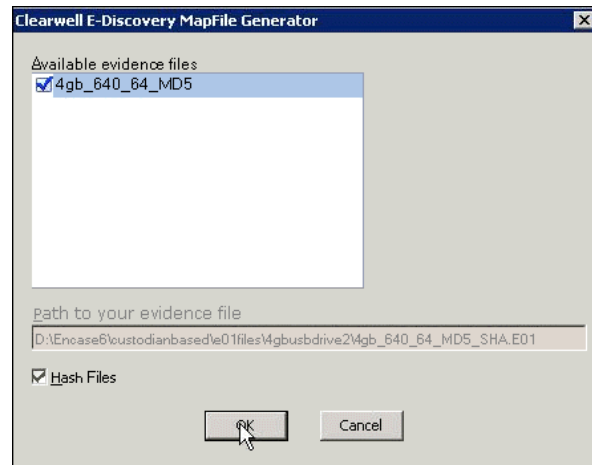 Clearwell E-Discovery MapFile Generator
Available evidence files
4gb_640_64_MD5
Path to your evidence file
D:\Encase6\custodianbased\e01files\4gbusbdrive2\4gb_640_64_MD5_SHA.E01
Hash Files
OK Cancel